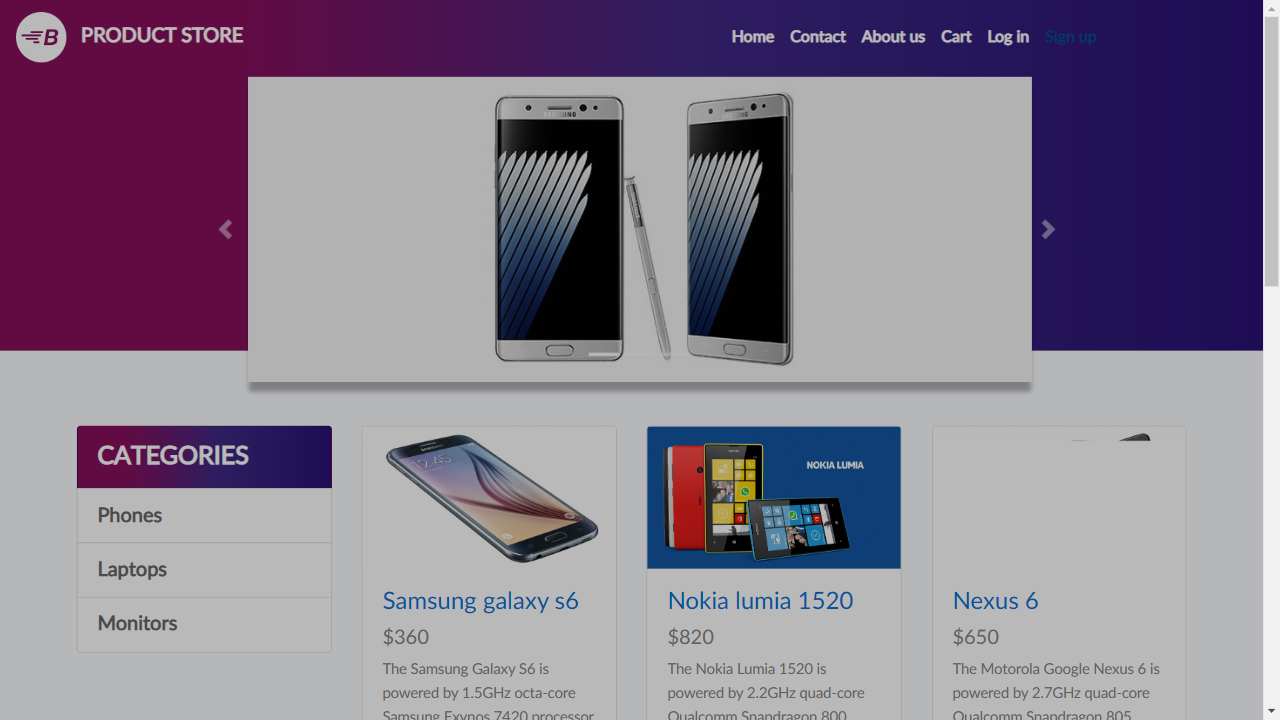 B PRODUCT STORE
Home Contact About us Cart Log in Sign up
SAMSUNG SAMSUNG
CATEGORIES
Phones
Laptops
Monitors
12:45
NOKIA LUMIA
Samsung galaxy s6
$360
The Samsung Galaxy S6 is
powered by 1.5GHz octa-core
Samsung Exynos 7420 processor
Nokia lumia 1520
$820
The Nokia Lumia 1520 is
powered by 2.2GHz quad-core
Qualcomm Snapdragon 800
Nexus 6
$650
The Motorola Google Nexus 6 is
powered by 2.7GHz quad-core
Qualcomm Snapdragon 805